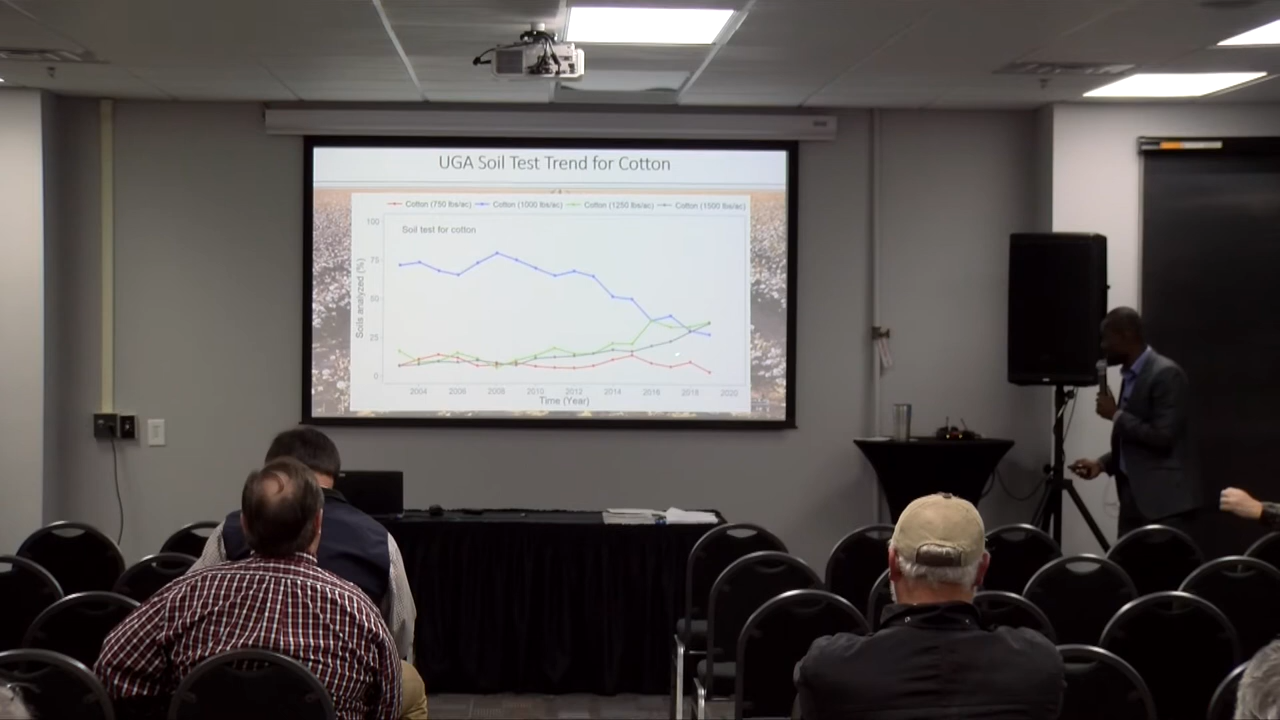 UGA Soil Test Trend for Cotton
Cotton (750 lbs/ac) Cotton (1000 lbs/ac) Cotton (1250 lbs/ac) Cotton (1500 lbs/ac)
Soil test for cotton
100
75
50
25
0
Soils analyzed (%)
2004 2006 2008 2010 2012 2014 2016 2018 2020
Time (Year)